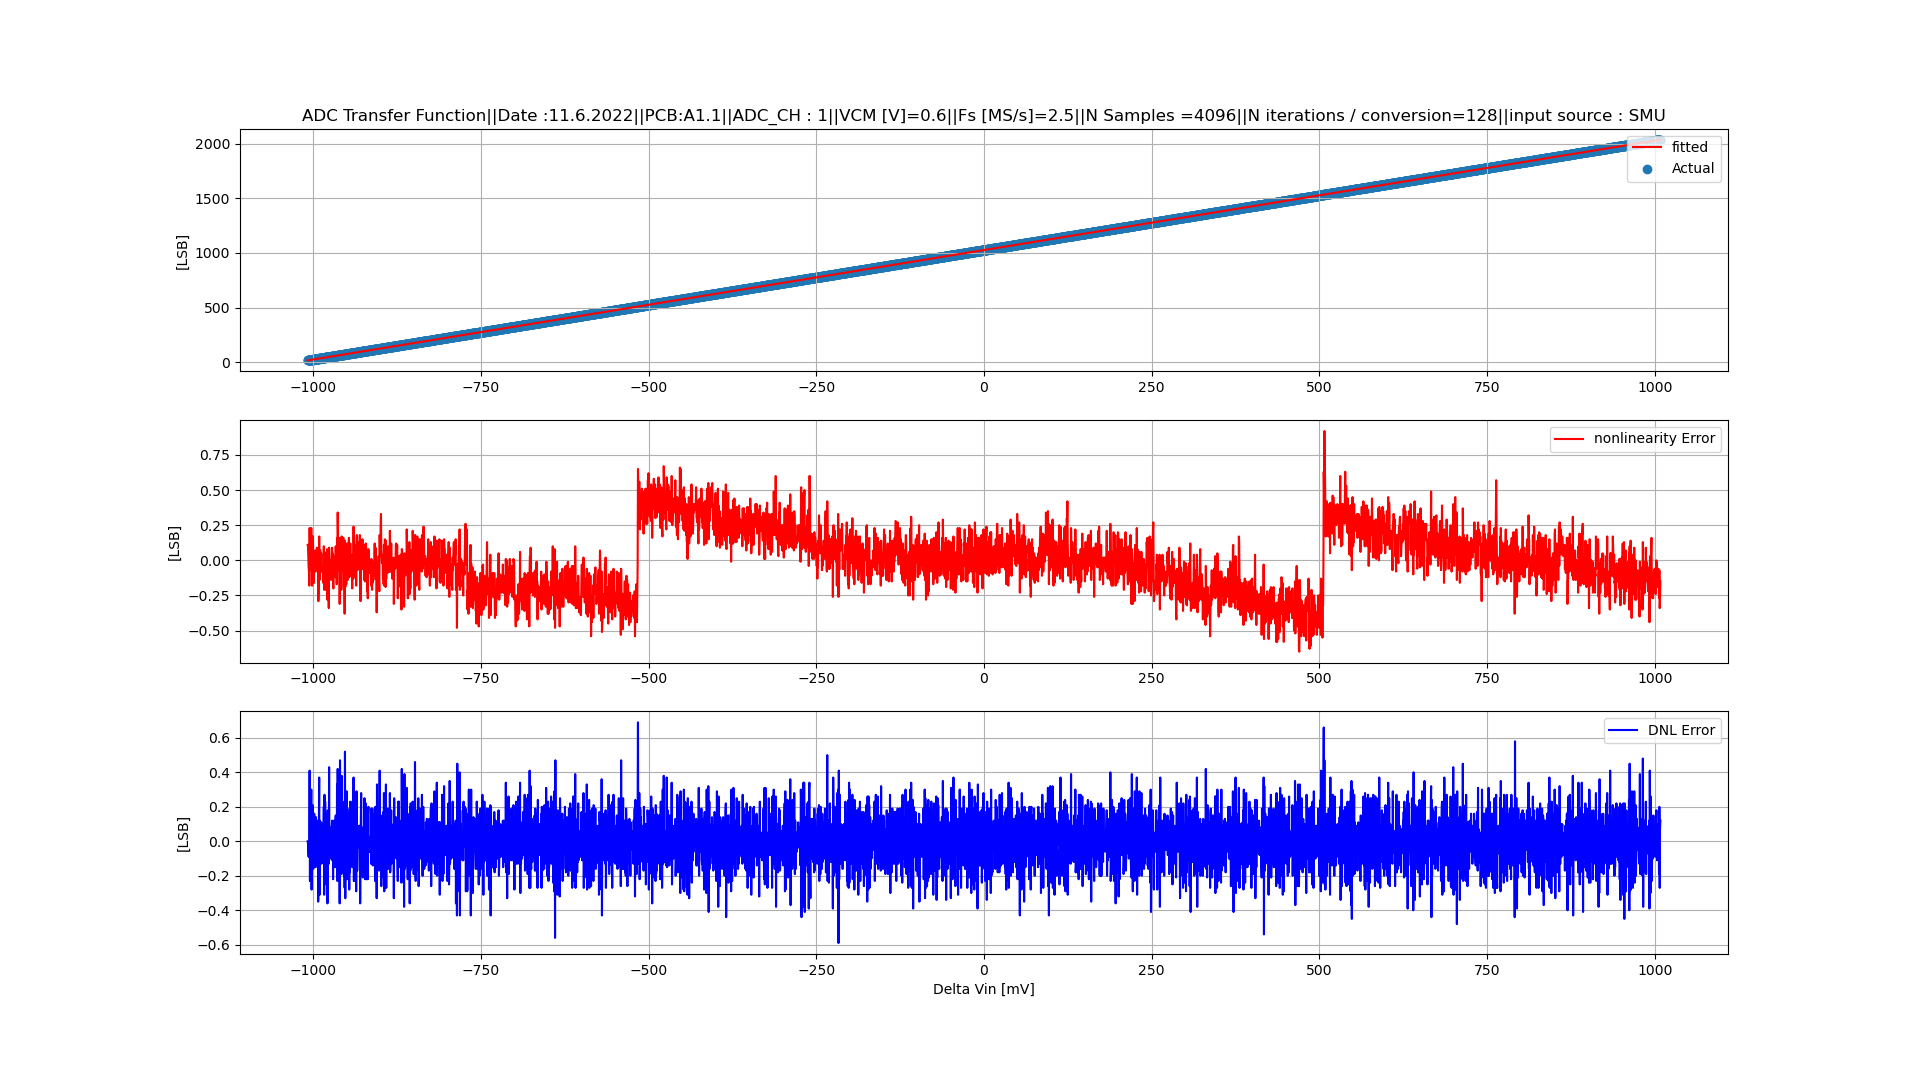 ADC Transfer Function||Date :11.6.2022||PCB:A1.1||ADC_CH : 1||VCM [V]=0.6||Fs [MS/s]=2.5||N Samples =4096||N iterations / conversion=128||input source : SMU
2000
1500
1000
500
0
[LSB]
fitted
Actual
−1000 −750 −500 −250 0 250 500 750 1000
0.75
0.50
0.25
0.00
−0.25
−0.50
[LSB]
nonlinearity Error
−1000 −750 −500 −250 0 250 500 750 1000
0.6
0.4
0.2
0.0
−0.2
−0.4
−0.6
[LSB]
DNL Error
−1000 −750 −500 −250 0 250 500 750 1000
Delta Vin [mV]